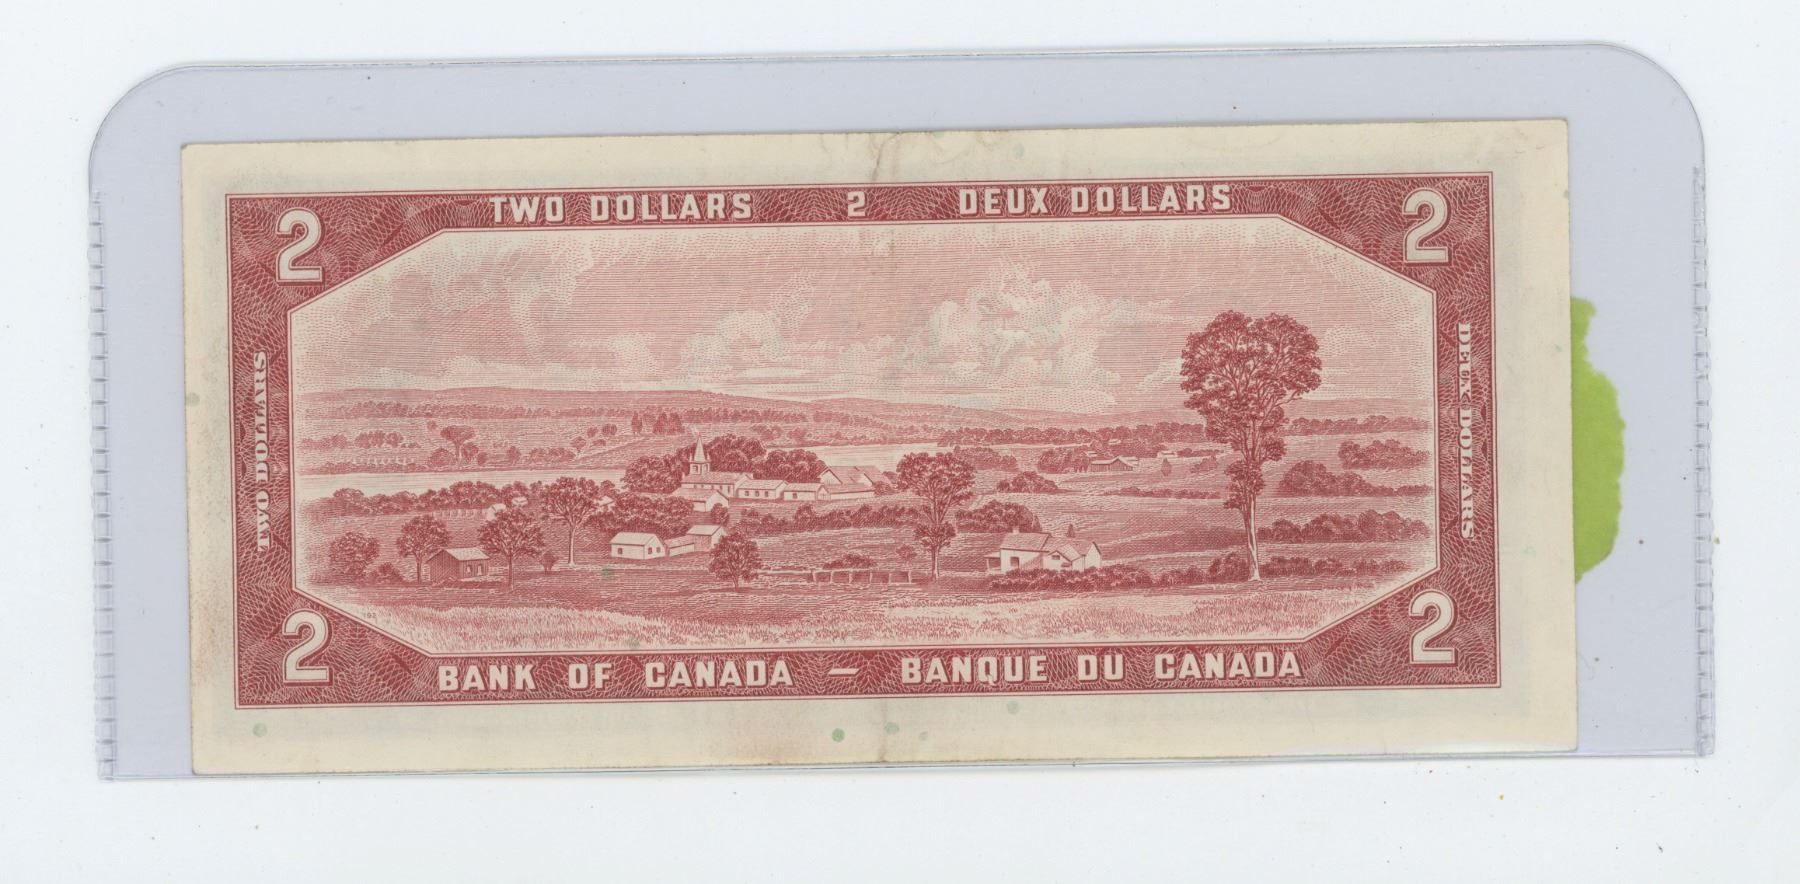 TWO DOLLARS 2 DEUX DOLLARS
2 2
TWO DOLLARS
DEUX DOLLARS
2 2
BANK OF CANADA — BANQUE DU CANADA